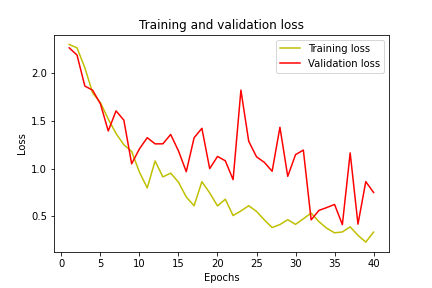 Training and validation loss
Training loss
Validation loss
Loss
2.0
1.5
1.0
0.5
0 5 10 15 20 25 30 35 40
Epochs